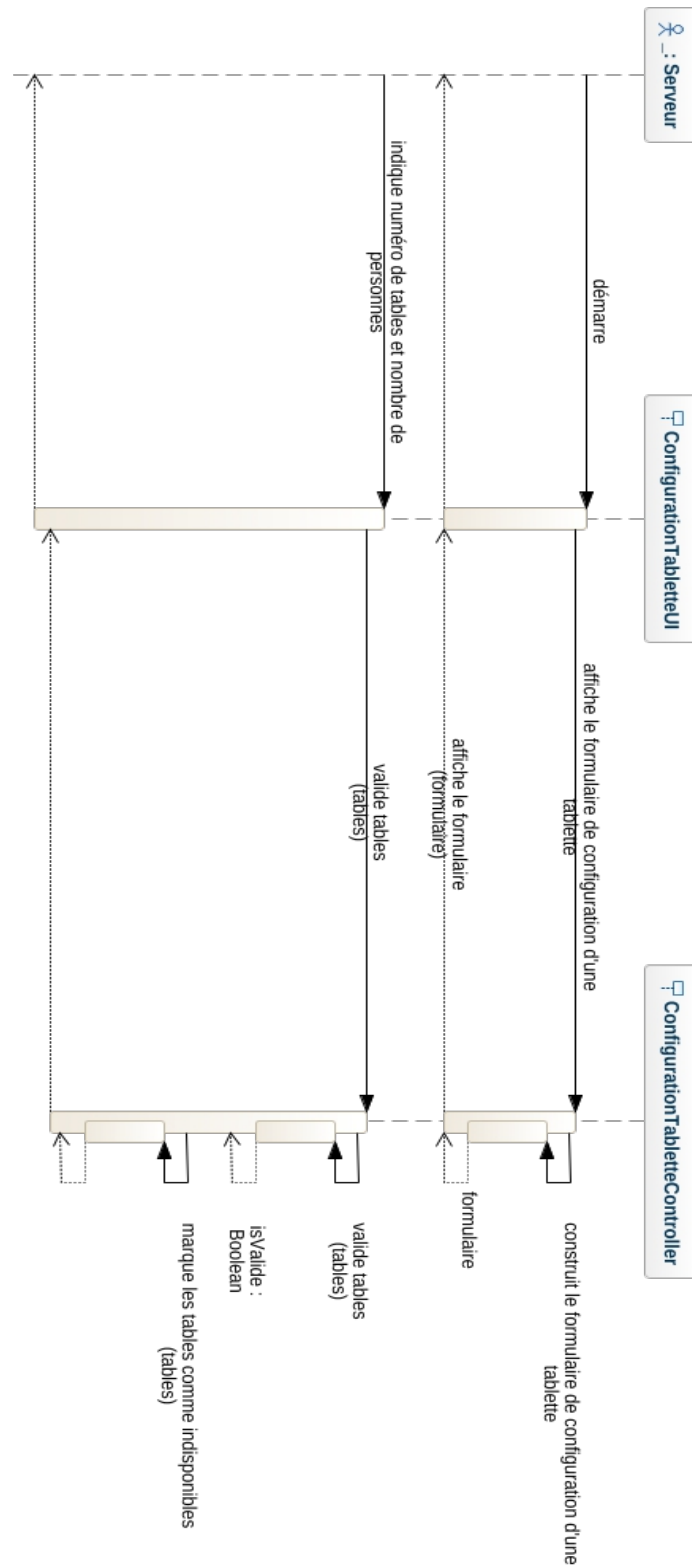 _: Serveur
ConfigurationTabletteUI
ConfigurationTabletteController
démarre
affiche le formulaire de configuration d'une
tablette
construit le formulaire de configuration d'une
tablette
formulaire
affiche le formulaire
(formulaire)
indique numéro de tables et nombre de
personnes
valide tables
(tables)
valide tables
(tables)
isValide :
Boolean
marque les tables comme indisponibles
(tables)